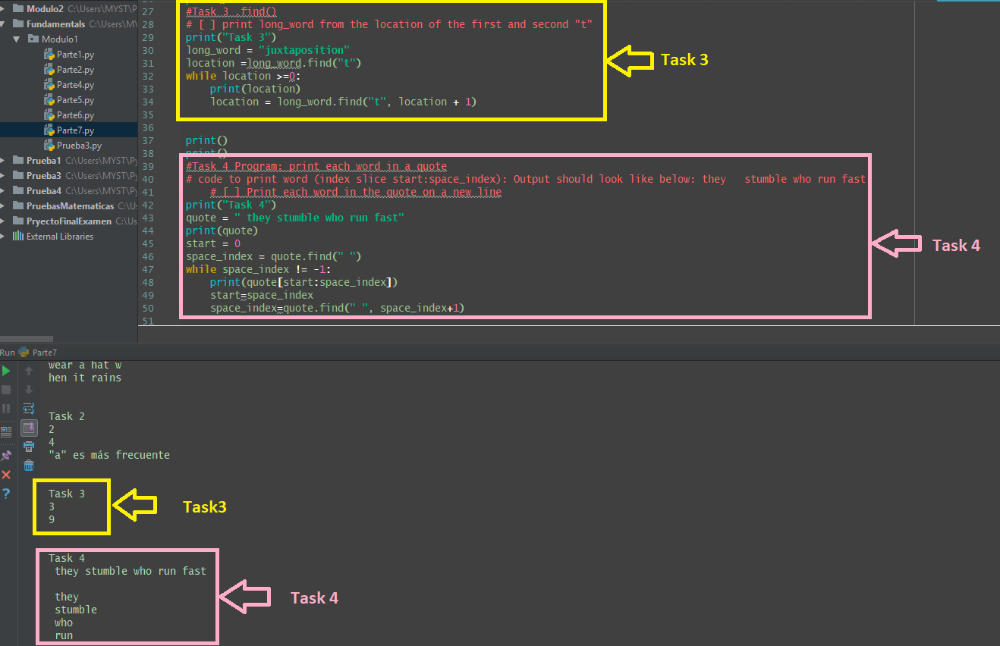 Modulo2 C:\Users\MYST\P
Fundamentals C:\Users\M\
Modulo1
Parte1.py
Parte2.py
Parte4.py
Parte5.py
Parte6.py
Parte7.py
Prueba3.py
Prueba1 C:\Users\MYST\Py
Prueba3 C:\Users\MYST\Py
Prueba4 C:\Users\MYST\Py
PruebasMatematicas C:\Us
PryectoFinalExamen C:\Us
External Libraries
27 #Task 3 .find()
28 # [ ] print long_word from the location of the first and second "t"
29 print("Task 3")
30 long_word = "juxtaposition"
31 location =long_word.find("t")
32 while location >=0:
33 print(location)
34 location = long_word.find("t", location + 1)
35
36
37 print()
38 print()
39 #Task 4 Program: print each word in a quote
40 # code to print word (index slice start:space_index): Output should look like below: they   stumble who run fast
41 # [ ] Print each word in the quote on a new line
42 print("Task 4")
43 quote = " they stumble who run fast"
44 print(quote)
45 start = 0
46 space_index = quote.find(" ")
47 while space_index != -1:
48 print(quote[start:space_index])
49 start=space_index
50 space_index=quote.find(" ", space_index+1)
51
Task 3
Task 4
Run Parte7
wear a hat w
hen it rains
Task 2
2
4
"a" es más frecuente
Task 3
3
9
Task3
Task 4
they stumble who run fast
they
stumble
who
run
Task 4